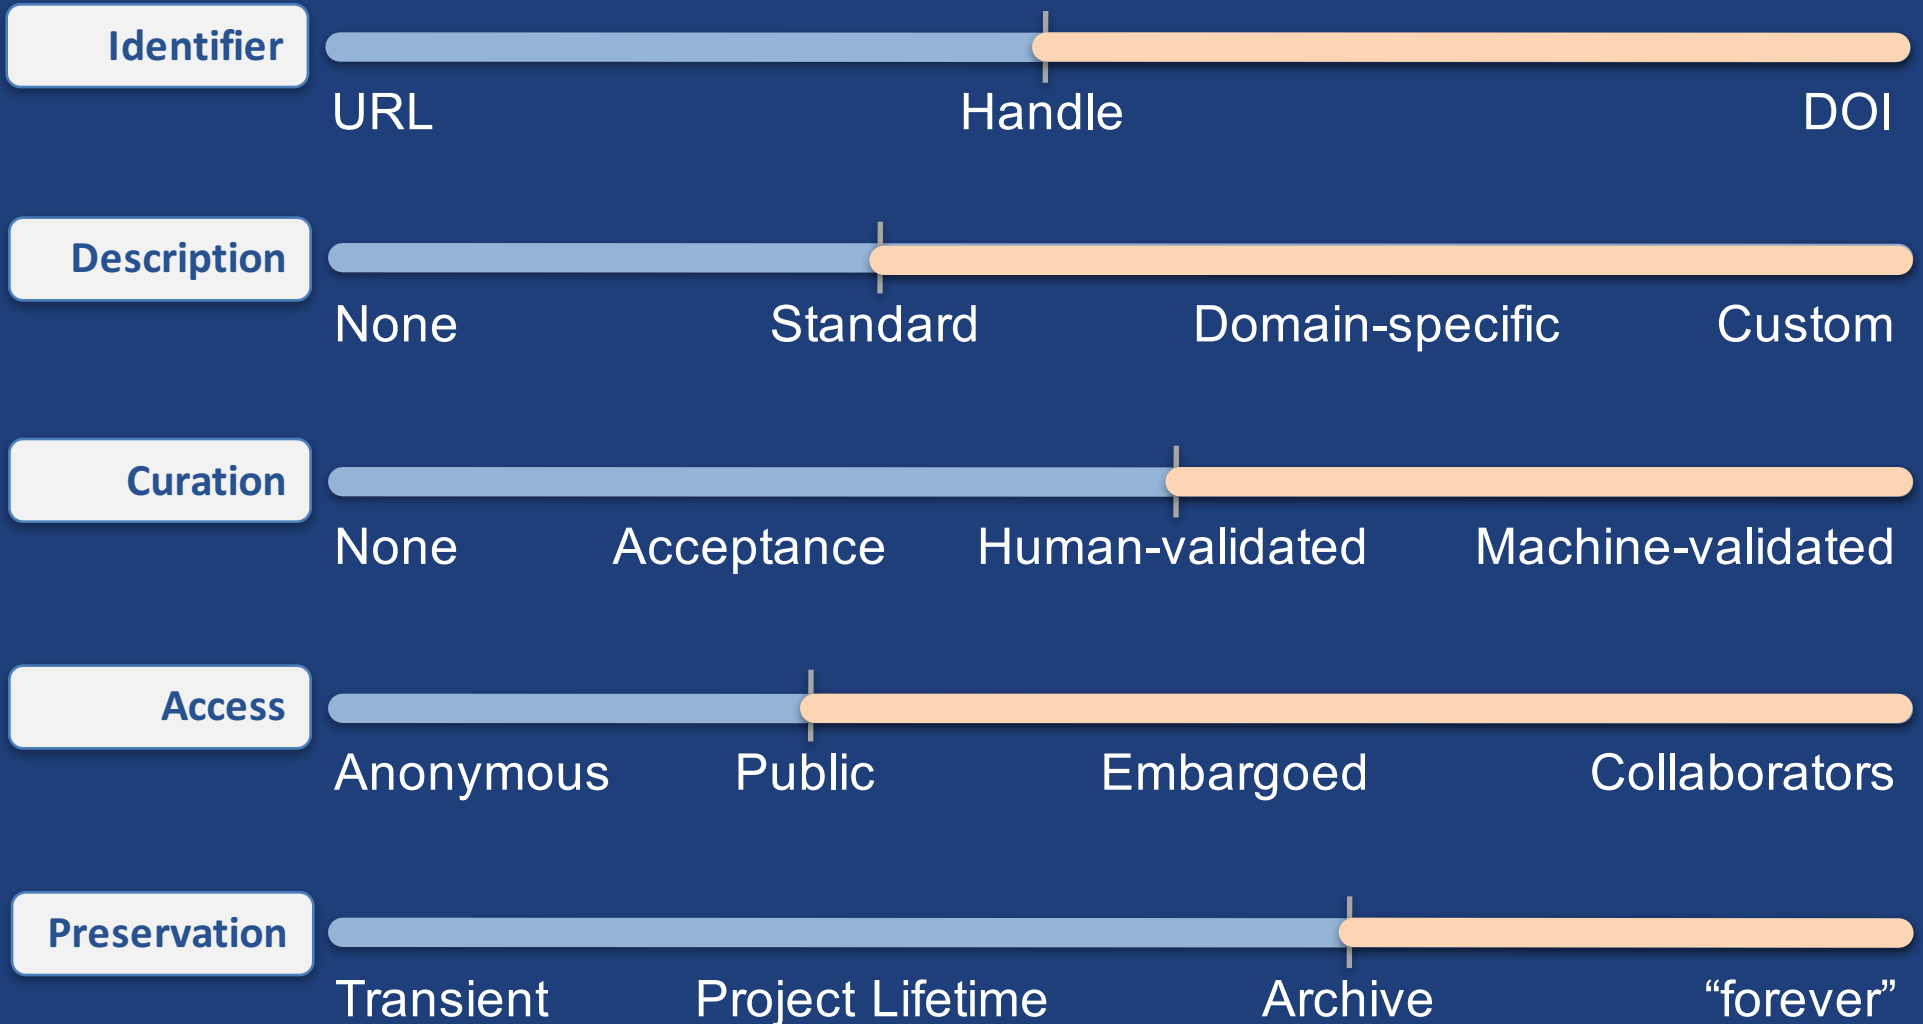 Identifier
URL Handle DOI
Description
None Standard Domain-specific Custom
Curation
None Acceptance Human-validated Machine-validated
Access
Anonymous Public Embargoed Collaborators
Preservation
Transient Project Lifetime Archive “forever”